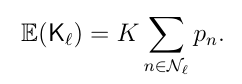 𝔼(𝖪_ℓ) = K ∑_{n∈𝒩_ℓ} p_n.